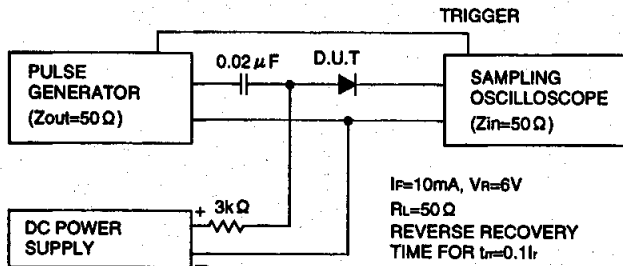 TRIGGER
PULSE
GENERATOR
(Zout=50Ω)
0.02μF
D.U.T
SAMPLING
OSCILLOSCOPE
(Zin=50Ω)
DC POWER
SUPPLY
+
3kΩ
−
IF=10mA, VR=6V
RL=50Ω
REVERSE RECOVERY
TIME FOR trr=0.1Ir